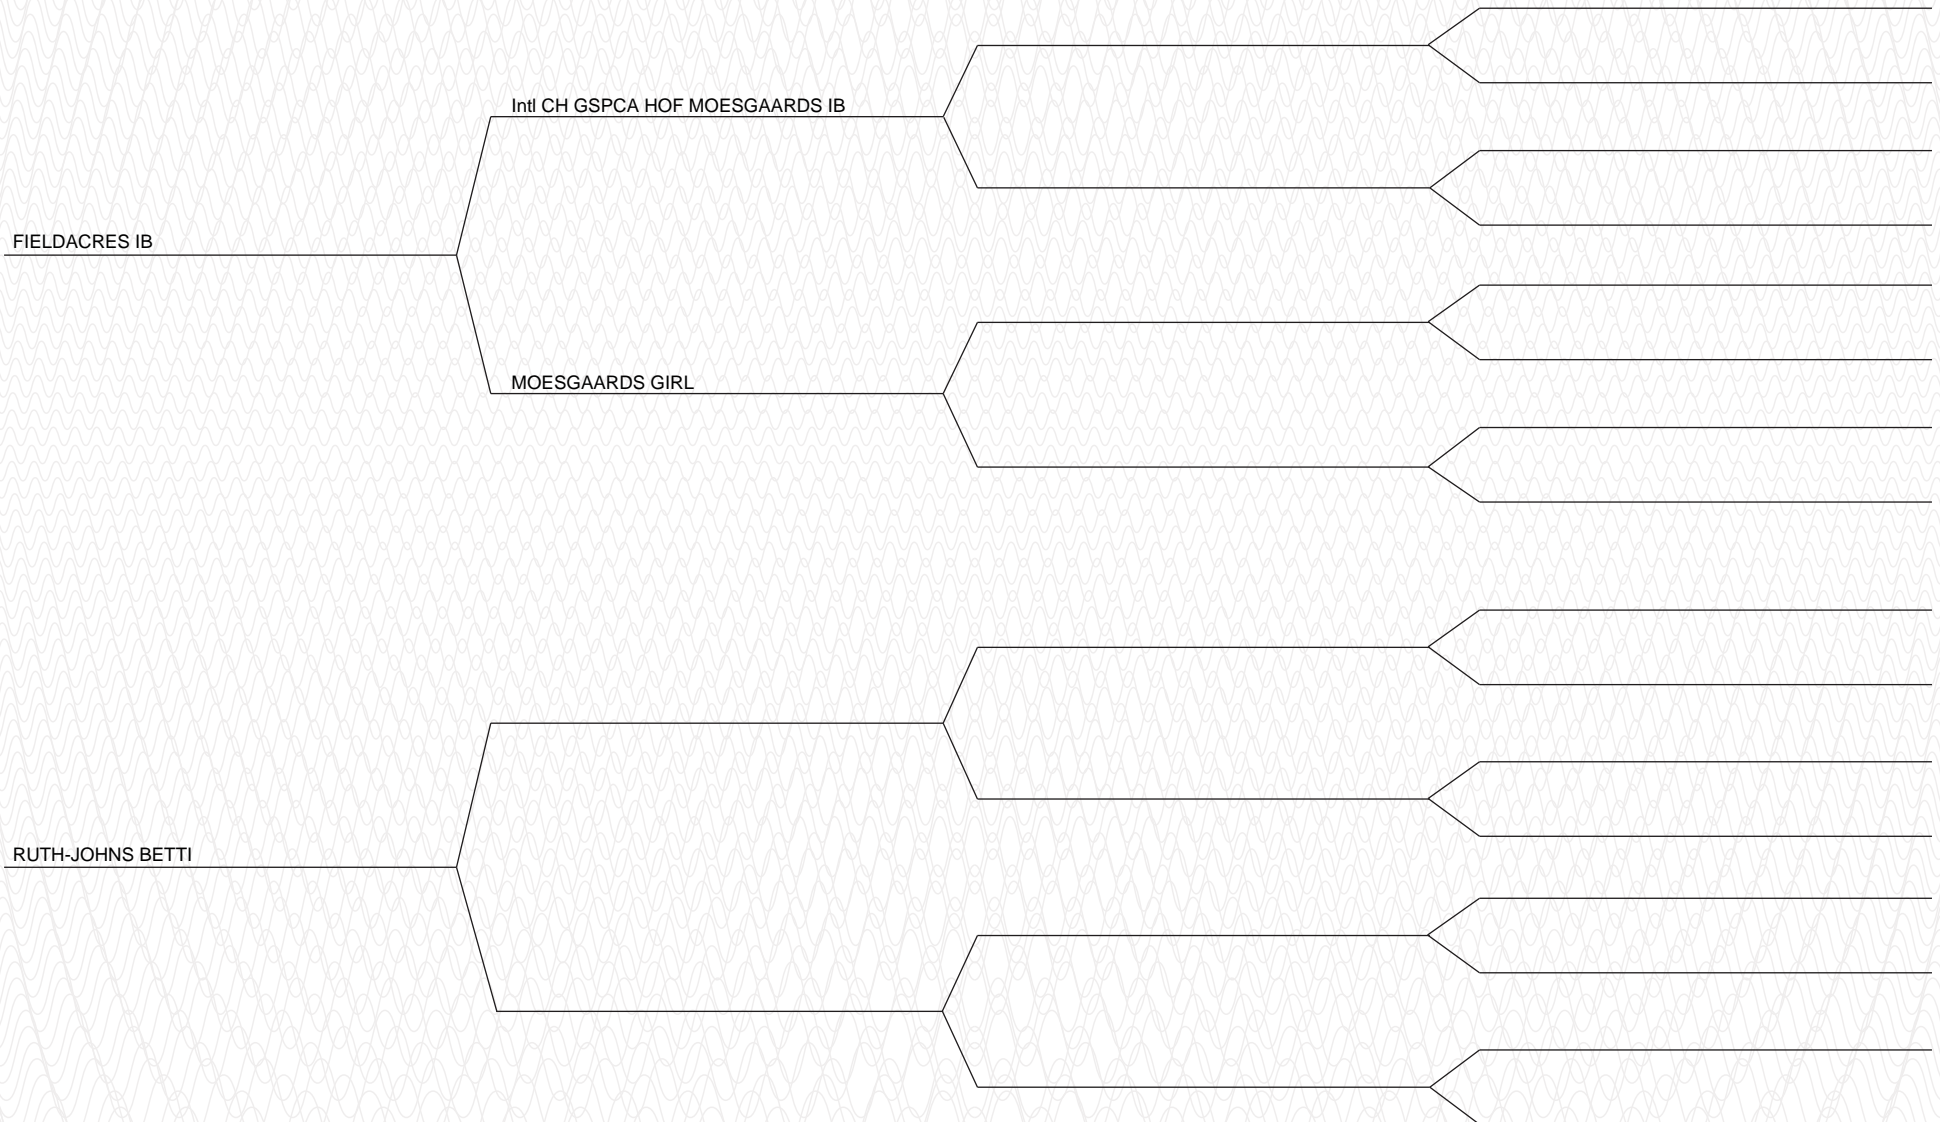 Intl CH GSPCA HOF MOESGAARDS IB
FIELDACRES IB
MOESGAARDS GIRL
RUTH-JOHNS BETTI